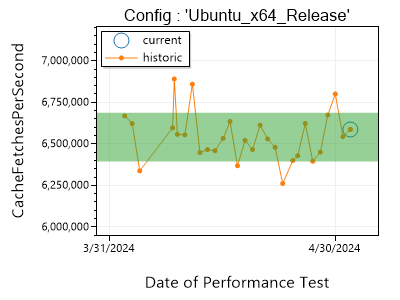 Config : 'Ubuntu_x64_Release'
current
historic
CacheFetchesPerSecond
7,000,000
6,750,000
6,500,000
6,250,000
6,000,000
3/31/2024
4/30/2024
Date of Performance Test